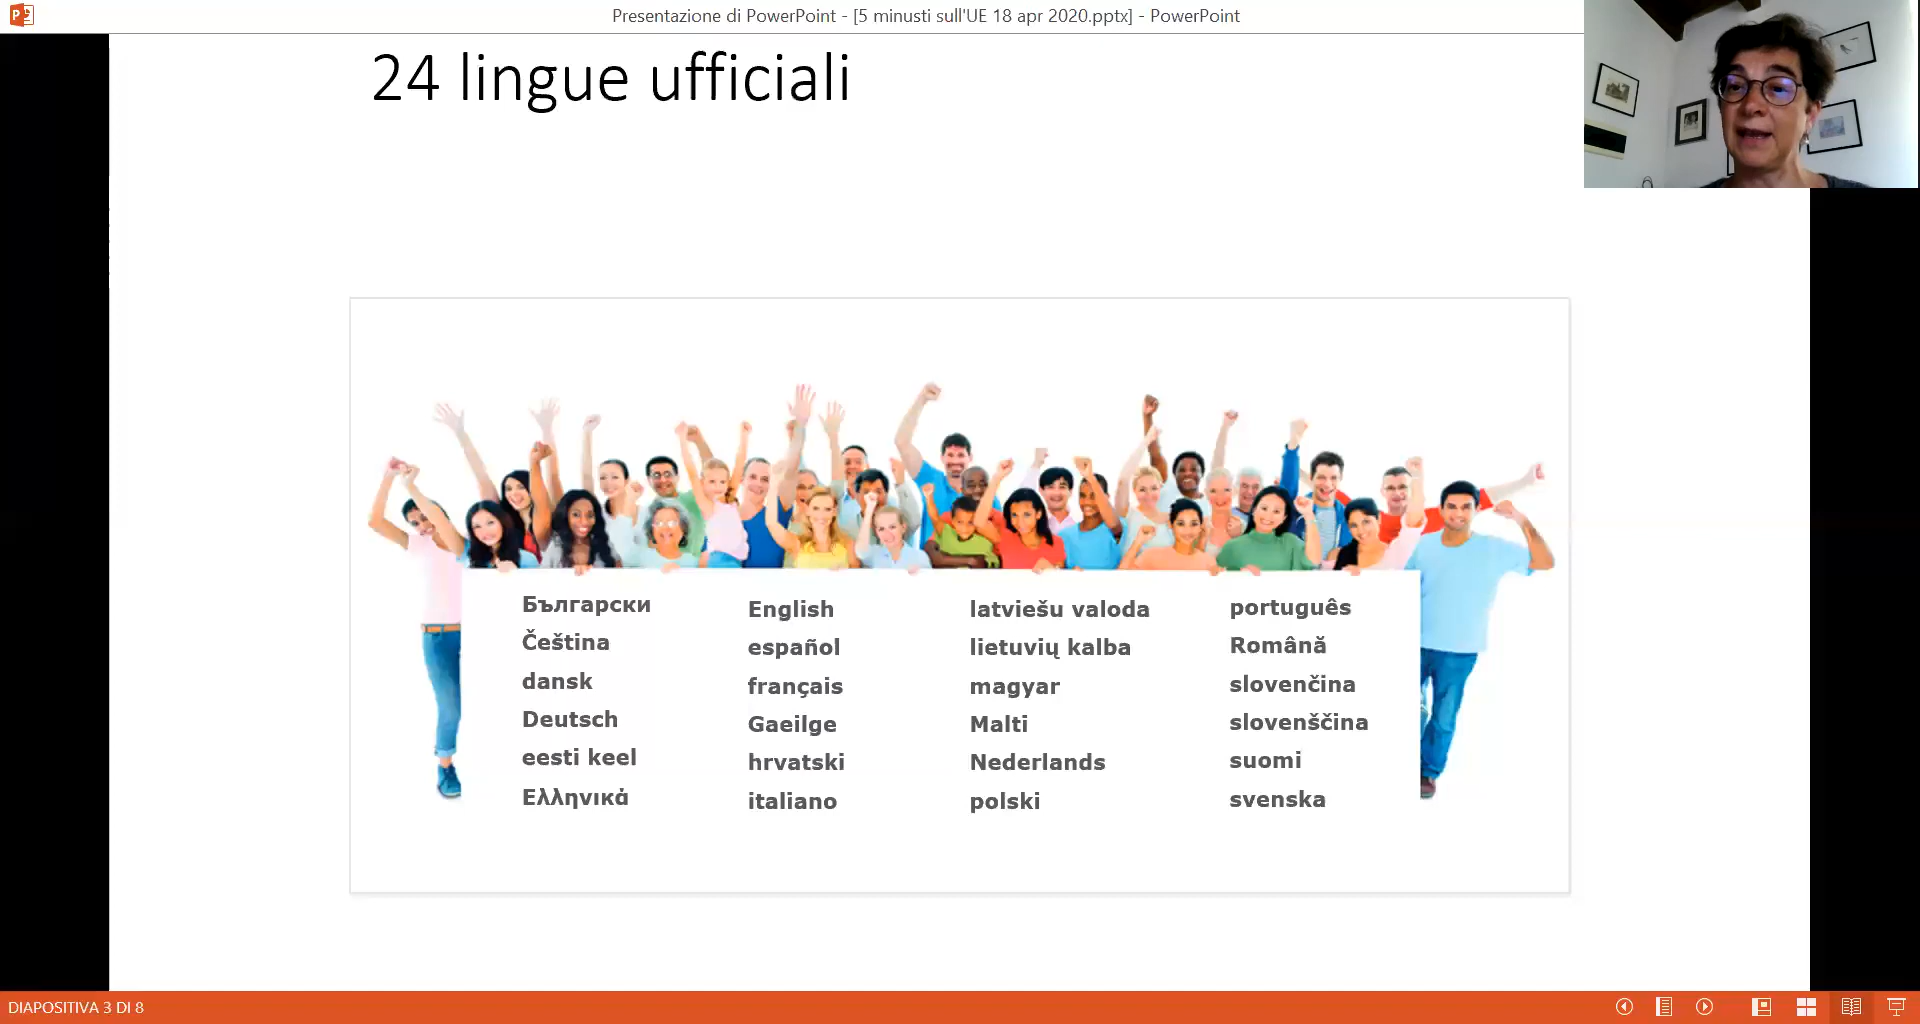 Presentazione di PowerPoint - [5 minusti sull'UE 18 apr 2020.pptx] - PowerPoint
24 lingue ufficiali
Български
Čeština
dansk
Deutsch
eesti keel
Ελληνικά
English
español
français
Gaeilge
hrvatski
italiano
latviešu valoda
lietuvių kalba
magyar
Malti
Nederlands
polski
português
Română
slovenčina
slovenščina
suomi
svenska
DIAPOSITIVA 3 DI 8